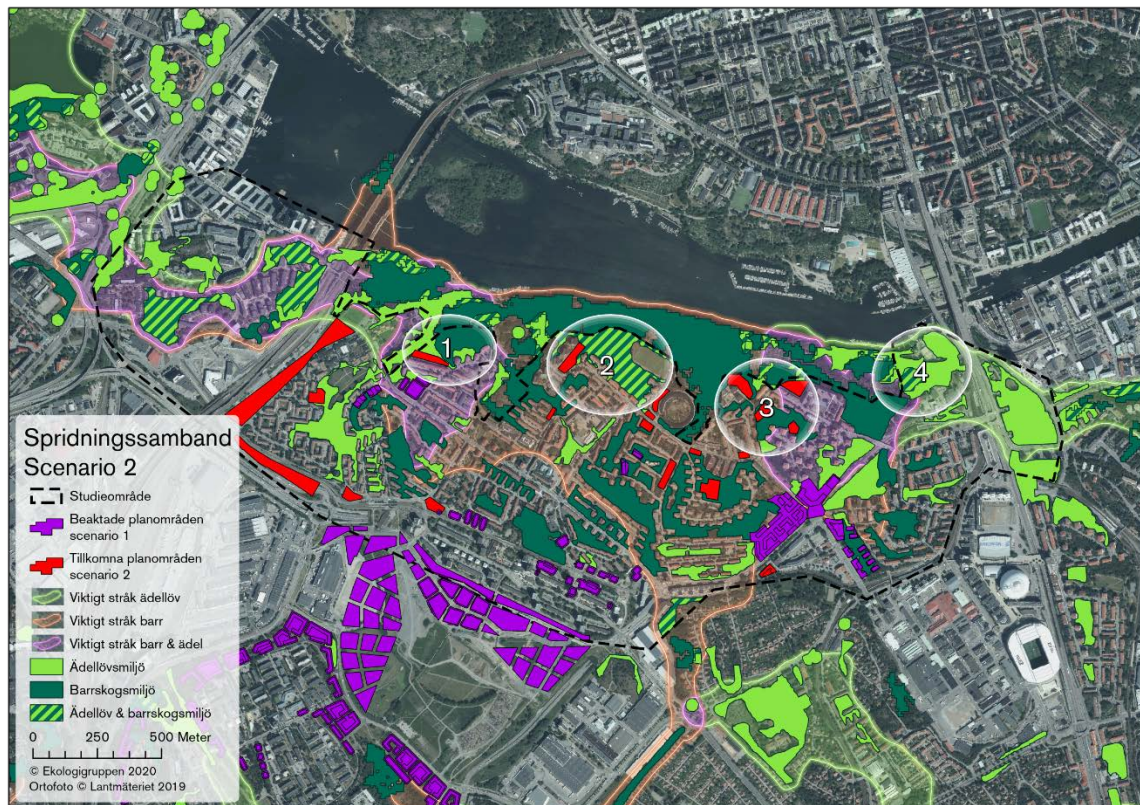 Spridningssamband
Scenario 2
Studieområde
Beaktade planområden
scenario 1
Tillkomna planområden
scenario 2
Viktigt stråk ädellöv
Viktigt stråk barr
Viktigt stråk barr & ädel
Ädellövsmiljö
Barrskogsmiljö
Ädellöv & barrskogsmiljö
0 250 500 Meter
© Ekologigruppen 2020
Ortofoto © Lantmäteriet 2019
1
2
3
4